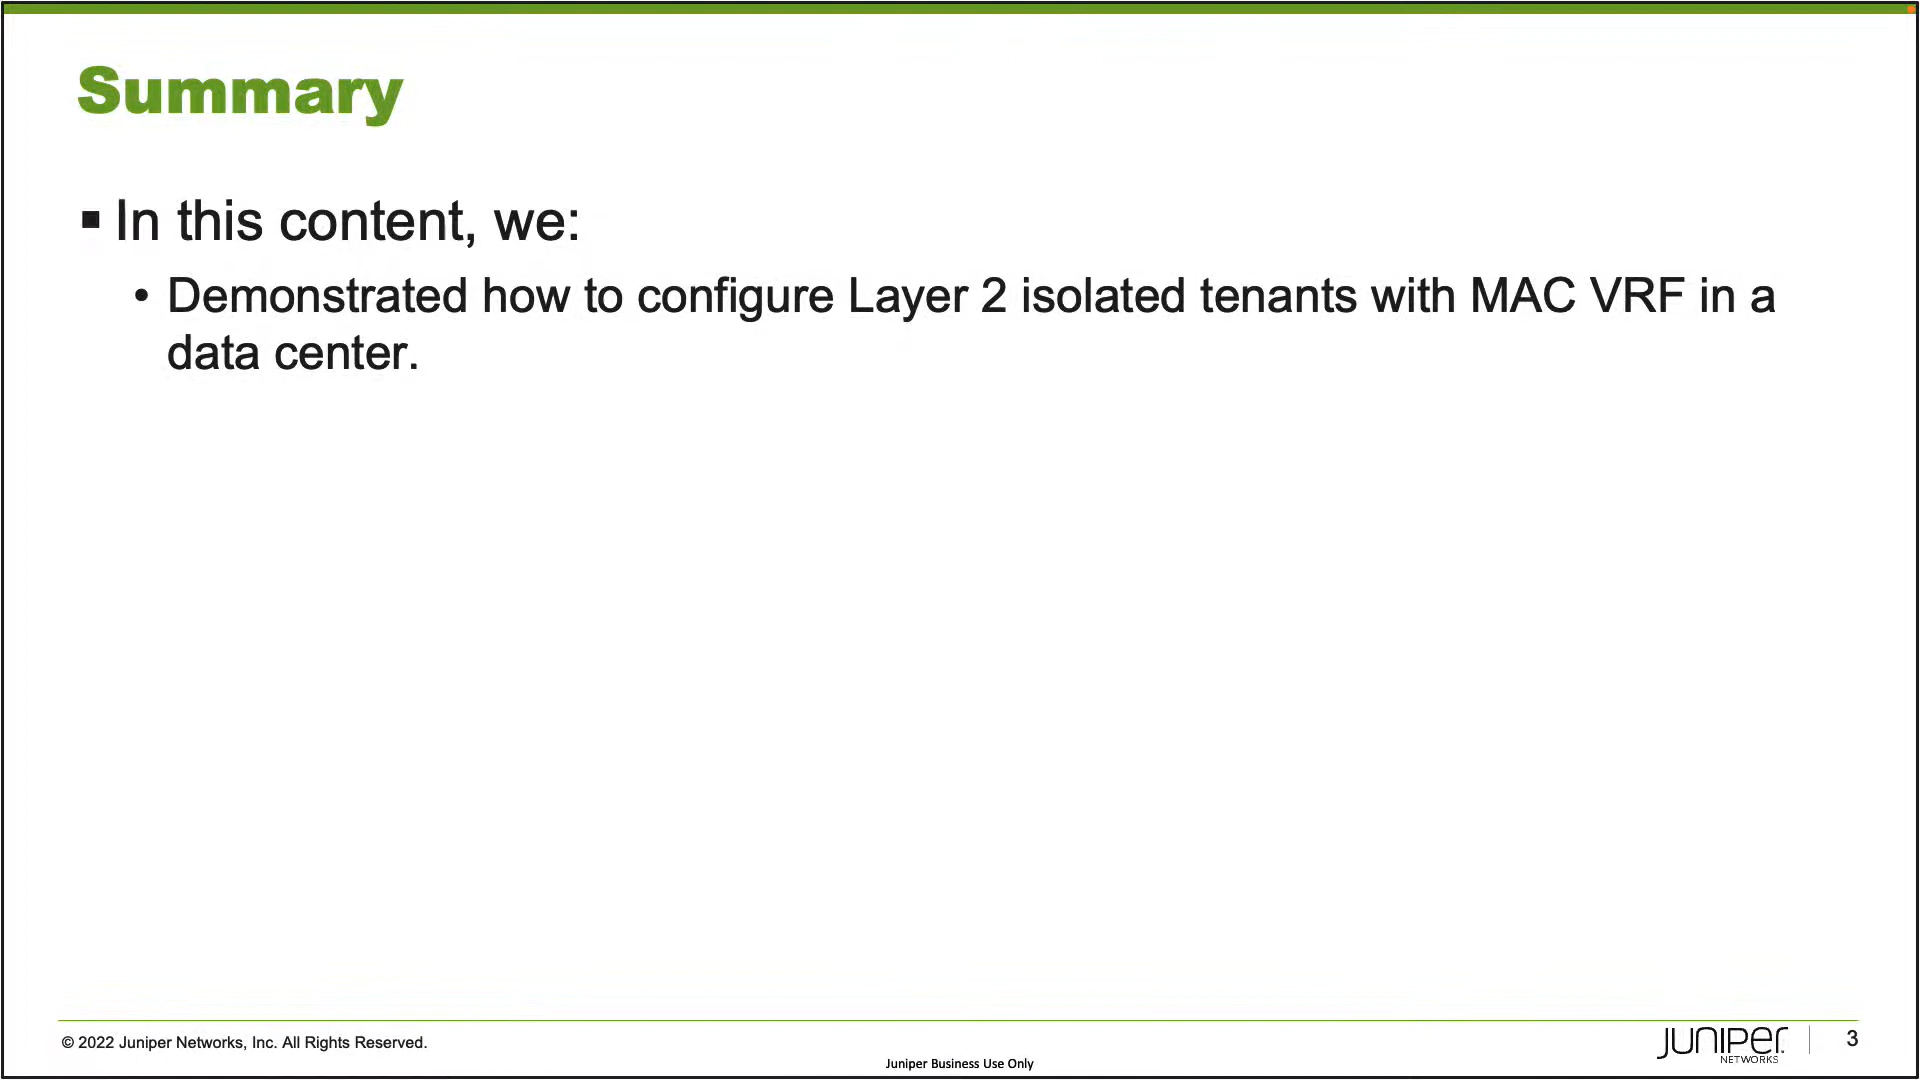 Summary
▪ In this content, we:
• Demonstrated how to configure Layer 2 isolated tenants with MAC VRF in a
data center.
© 2022 Juniper Networks, Inc. All Rights Reserved.
Juniper Business Use Only
JUNIPer
NETWORKS
3